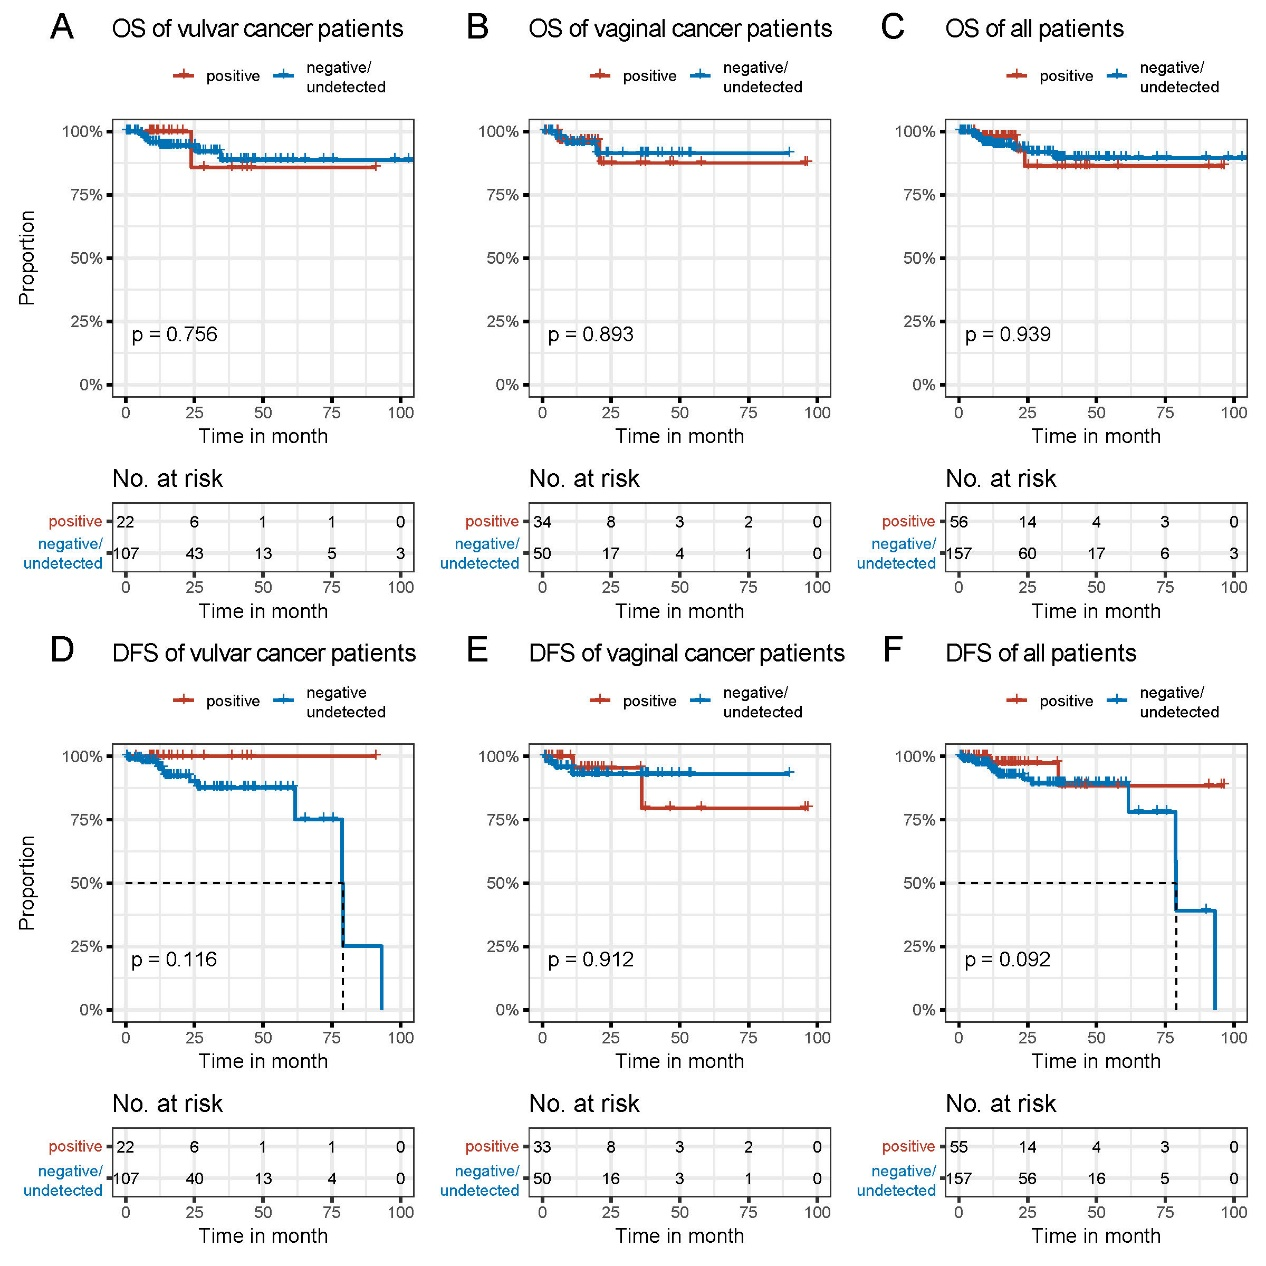 A OS of vulvar cancer patients
positive negative/
undetected
100%
75%
50%
25%
0%
Proportion
p = 0.756
0 25 50 75 100
Time in month
No. at risk
positive 22 6 1 1 0
negative/
undetected 107 43 13 5 3
0 25 50 75 100
Time in month
B OS of vaginal cancer patients
positive negative/
undetected
100%
75%
50%
25%
0%
p = 0.893
0 25 50 75 100
Time in month
No. at risk
positive 34 8 3 2 0
negative/
undetected 50 17 4 1 0
0 25 50 75 100
Time in month
C OS of all patients
positive negative/
undetected
100%
75%
50%
25%
0%
p = 0.939
0 25 50 75 100
Time in month
No. at risk
positive 56 14 4 3 0
negative/
undetected 157 60 17 6 3
0 25 50 75 100
Time in month
D DFS of vulvar cancer patients
positive negative
undetected
100%
75%
50%
25%
0%
Proportion
p = 0.116
0 25 50 75 100
Time in month
No. at risk
positive 22 6 1 1 0
negative/
undetected 107 40 13 4 0
0 25 50 75 100
Time in month
E DFS of vaginal cancer patients
positive negative/
undetected
100%
75%
50%
25%
0%
p = 0.912
0 25 50 75 100
Time in month
No. at risk
positive 33 8 3 2 0
negative/
undetected 50 16 3 1 0
0 25 50 75 100
Time in month
F DFS of all patients
positive negative/
undetected
100%
75%
50%
25%
0%
p = 0.092
0 25 50 75 100
Time in month
No. at risk
positive 55 14 4 3 0
negative/
undetected 157 56 16 5 0
0 25 50 75 100
Time in month